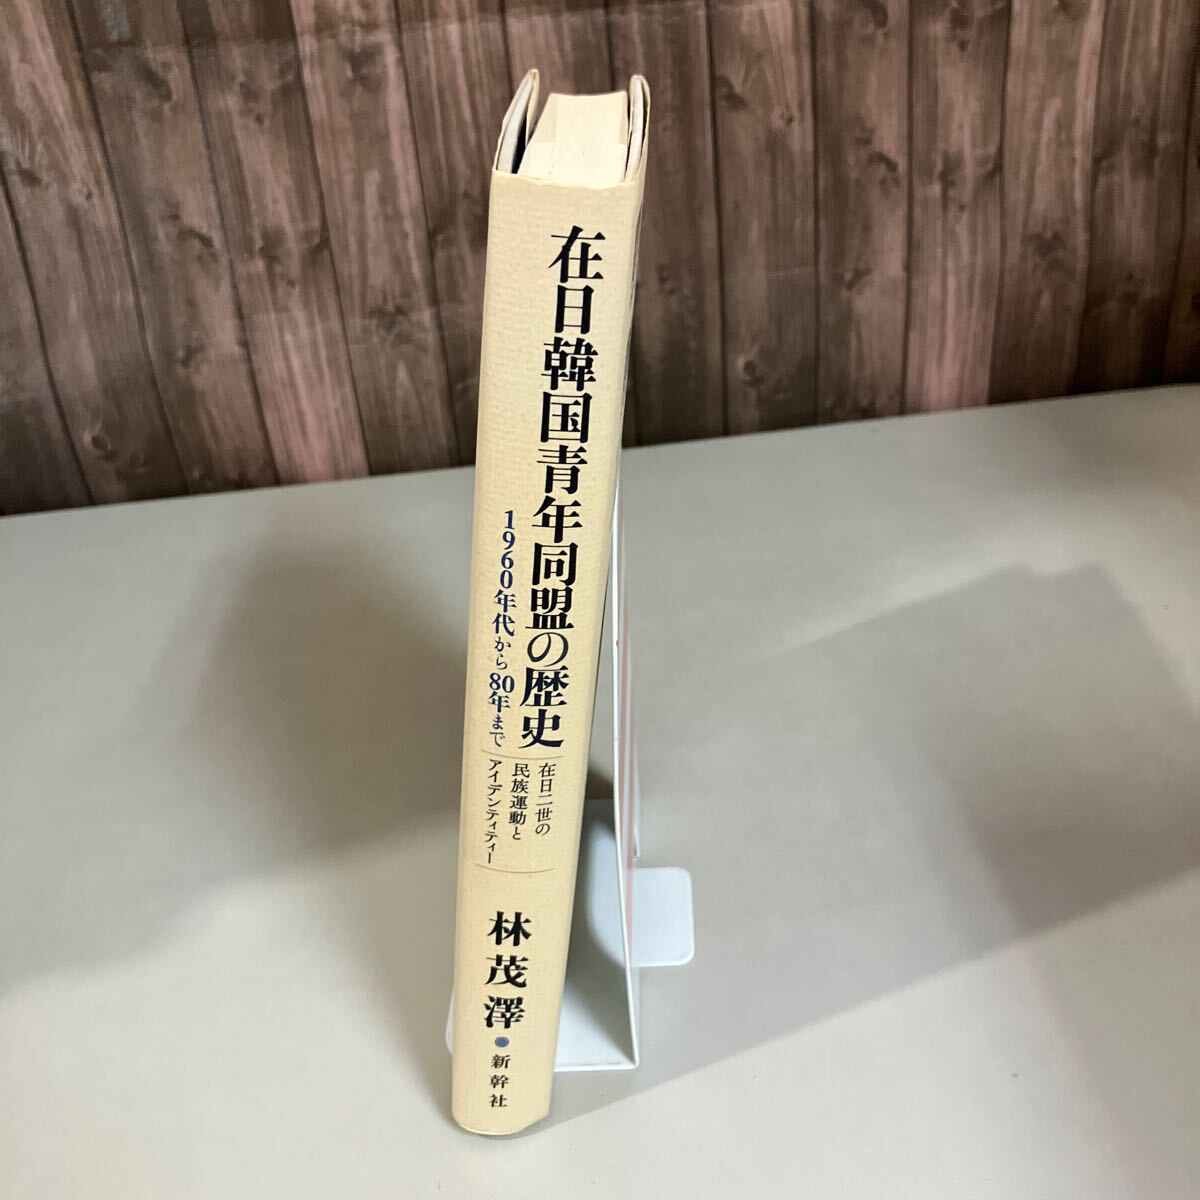 在日韓国青年同盟の歴史
1960年代から80年まで
在日二世の
民族運動と
アイデンティティー
林茂澤
新幹社